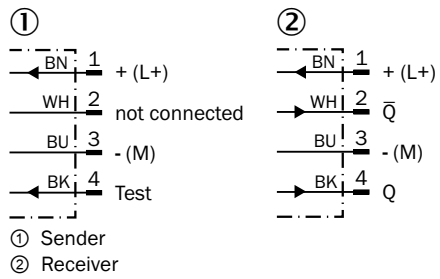 ① ②
BN 1 + (L+) BN 1 + (L+)
WH 2 not connected WH 2 Q̅
BU 3 - (M) BU 3 - (M)
BK 4 Test BK 4 Q
① Sender
② Receiver